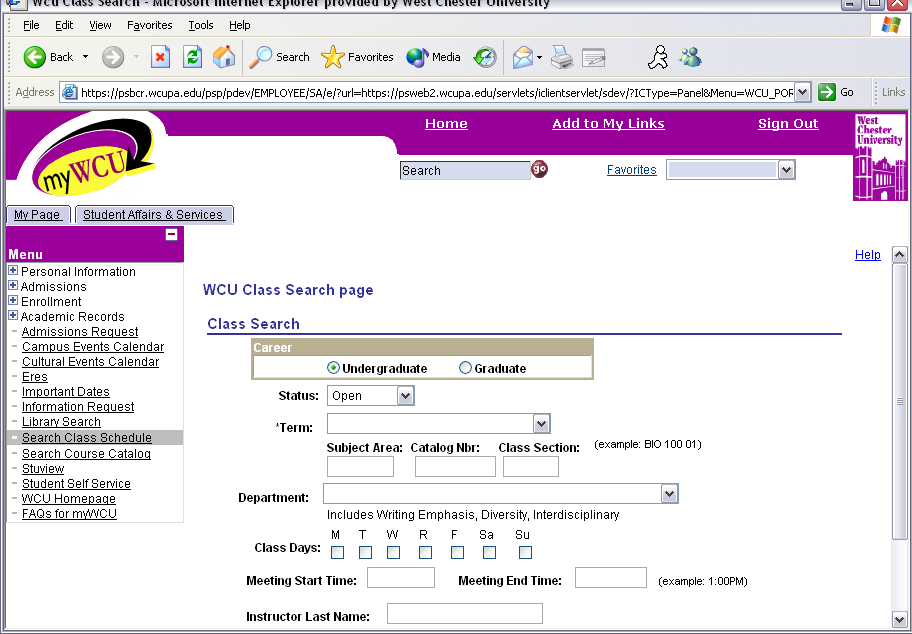 Wcu Class Search - Microsoft Internet Explorer provided by West Chester University
File Edit View Favorites Tools Help
Back Search Favorites Media
Address https://psbcr.wcupa.edu/psp/pdev/EMPLOYEE/SA/e/?url=https://psweb2.wcupa.edu/servlets/iclientservlet/sdev/?ICType=Panel&Menu=WCU_POR Go Links
Home Add to My Links Sign Out
West
Chester
University
myWCU
Search go Favorites
My Page Student Affairs & Services
Menu
Personal Information
Admissions
Enrollment
Academic Records
Admissions Request
Campus Events Calendar
Cultural Events Calendar
Eres
Important Dates
Information Request
Library Search
Search Class Schedule
Search Course Catalog
Stuview
Student Self Service
WCU Homepage
FAQs for myWCU
Help
WCU Class Search page
Class Search
Career
Undergraduate Graduate
Status: Open
*Term:
Subject Area: Catalog Nbr: Class Section: (example: BIO 100 01)
Department:
Includes Writing Emphasis, Diversity, Interdisciplinary
M T W R F Sa Su
Class Days:
Meeting Start Time: Meeting End Time: (example: 1:00PM)
Instructor Last Name: